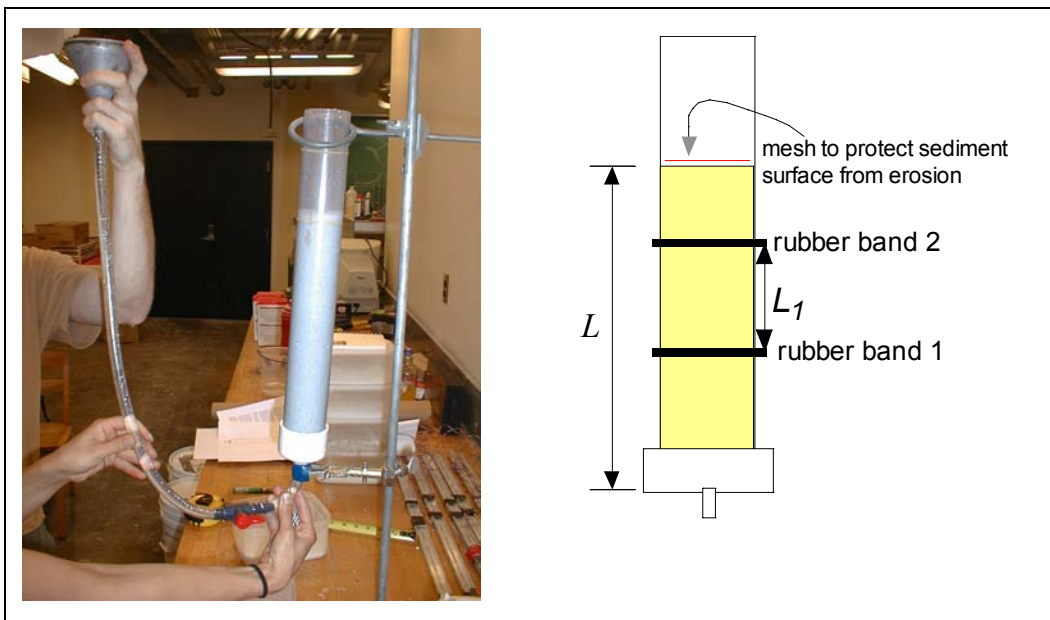 mesh to protect sediment
surface from erosion
rubber band 2
L
L1
rubber band 1